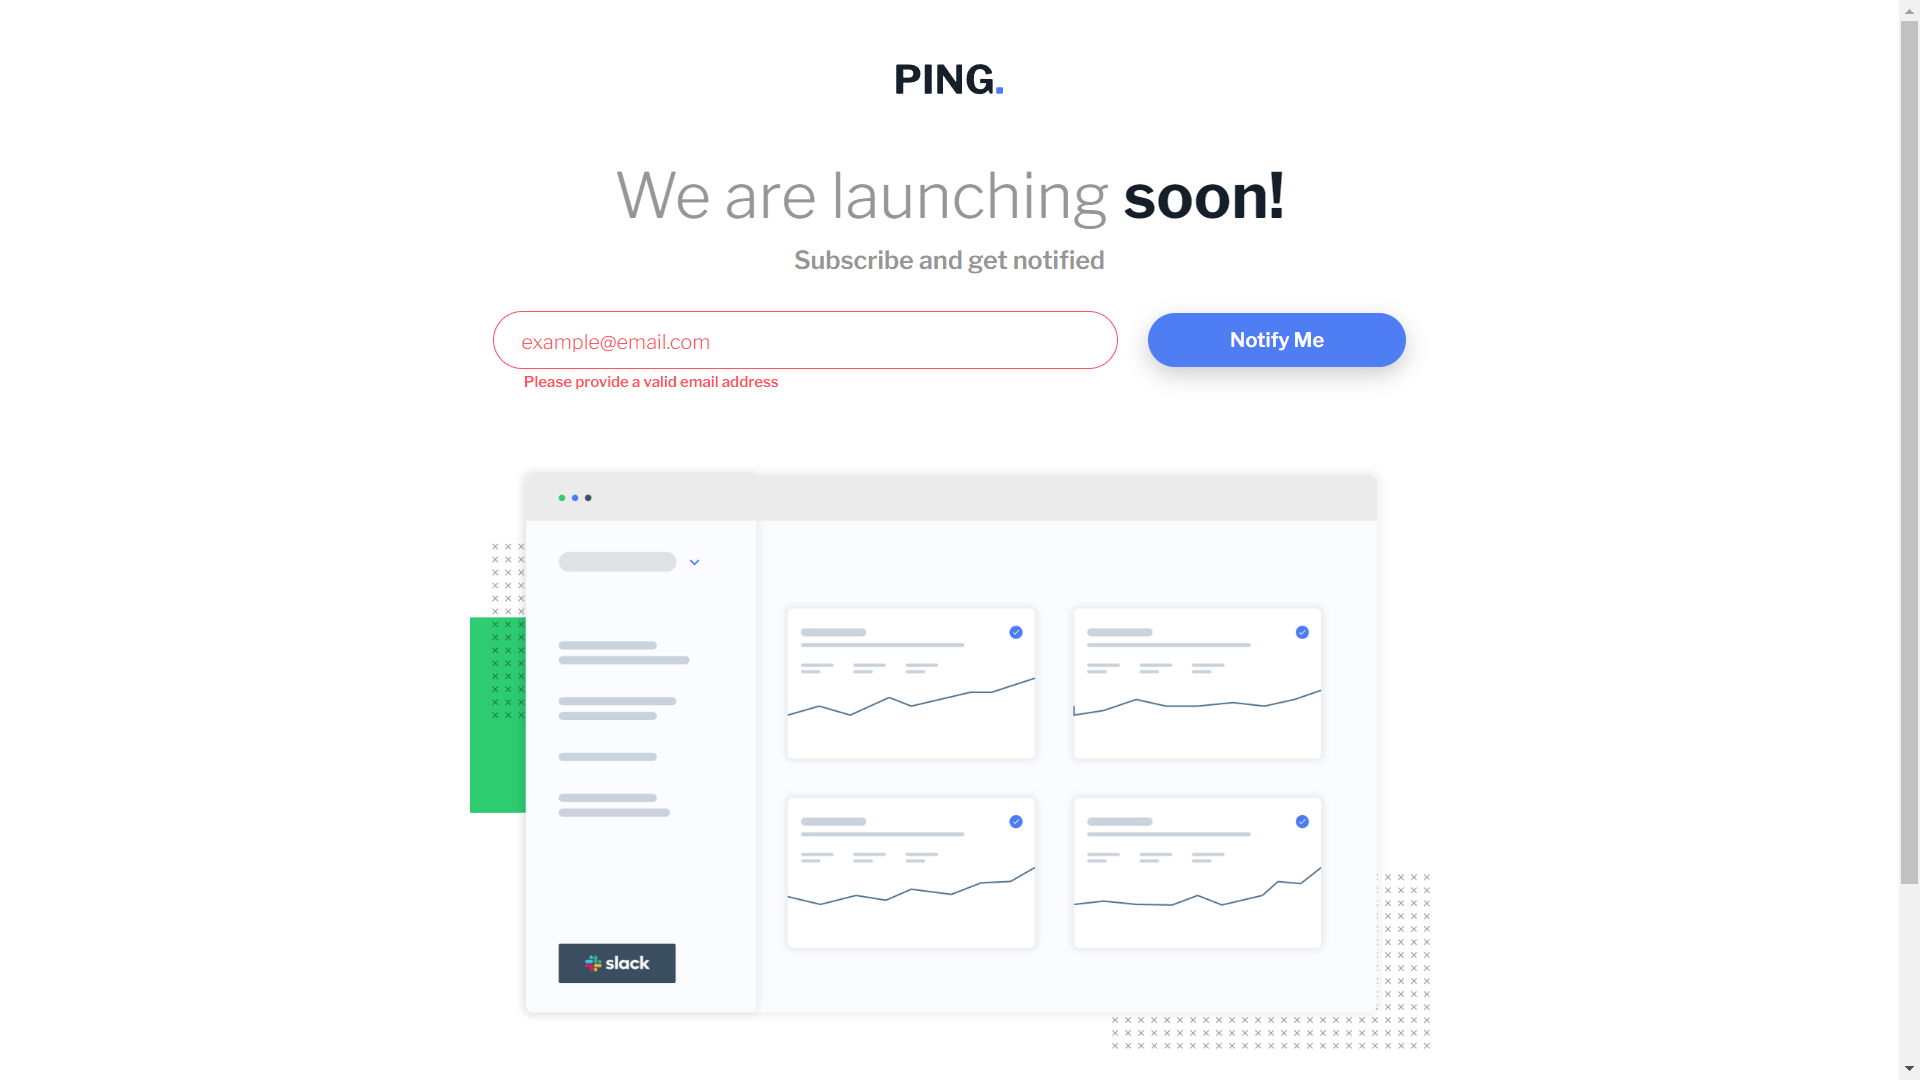 PING.
We are launching soon!
Subscribe and get notified
example@email.com
Notify Me
Please provide a valid email address
slack